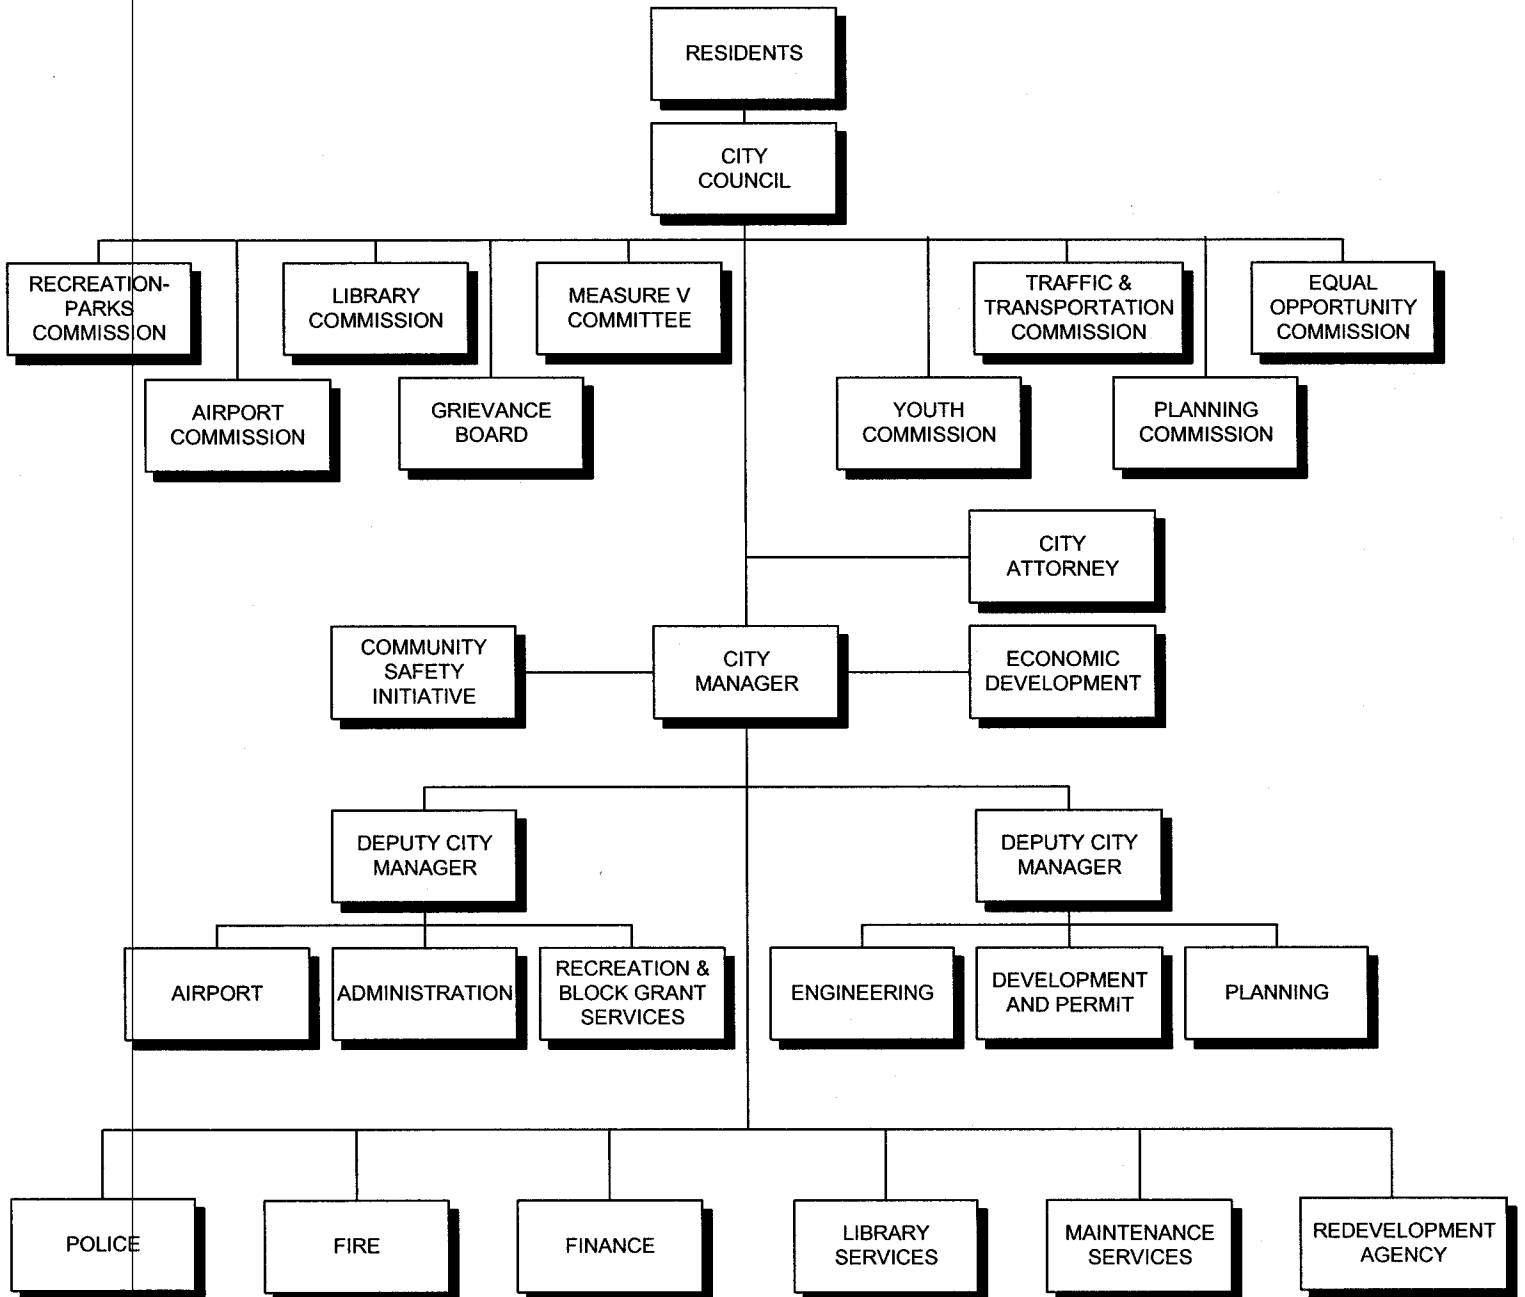 RESIDENTS
CITY
COUNCIL
RECREATION-
PARKS
COMMISSION
LIBRARY
COMMISSION
MEASURE V
COMMITTEE
TRAFFIC &
TRANSPORTATION
COMMISSION
EQUAL
OPPORTUNITY
COMMISSION
AIRPORT
COMMISSION
GRIEVANCE
BOARD
YOUTH
COMMISSION
PLANNING
COMMISSION
CITY
ATTORNEY
COMMUNITY
SAFETY
INITIATIVE
CITY
MANAGER
ECONOMIC
DEVELOPMENT
DEPUTY CITY
MANAGER
DEPUTY CITY
MANAGER
AIRPORT
ADMINISTRATION
RECREATION &
BLOCK GRANT
SERVICES
ENGINEERING
DEVELOPMENT
AND PERMIT
PLANNING
POLICE
FIRE
FINANCE
LIBRARY
SERVICES
MAINTENANCE
SERVICES
REDEVELOPMENT
AGENCY